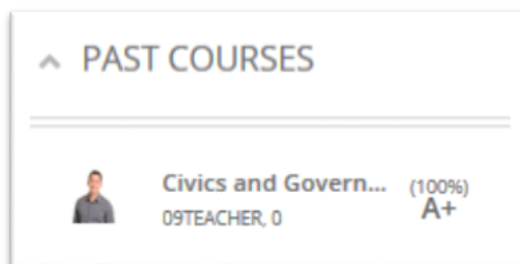 PAST COURSES
Civics and Govern... (100%)
09TEACHER, 0 A+